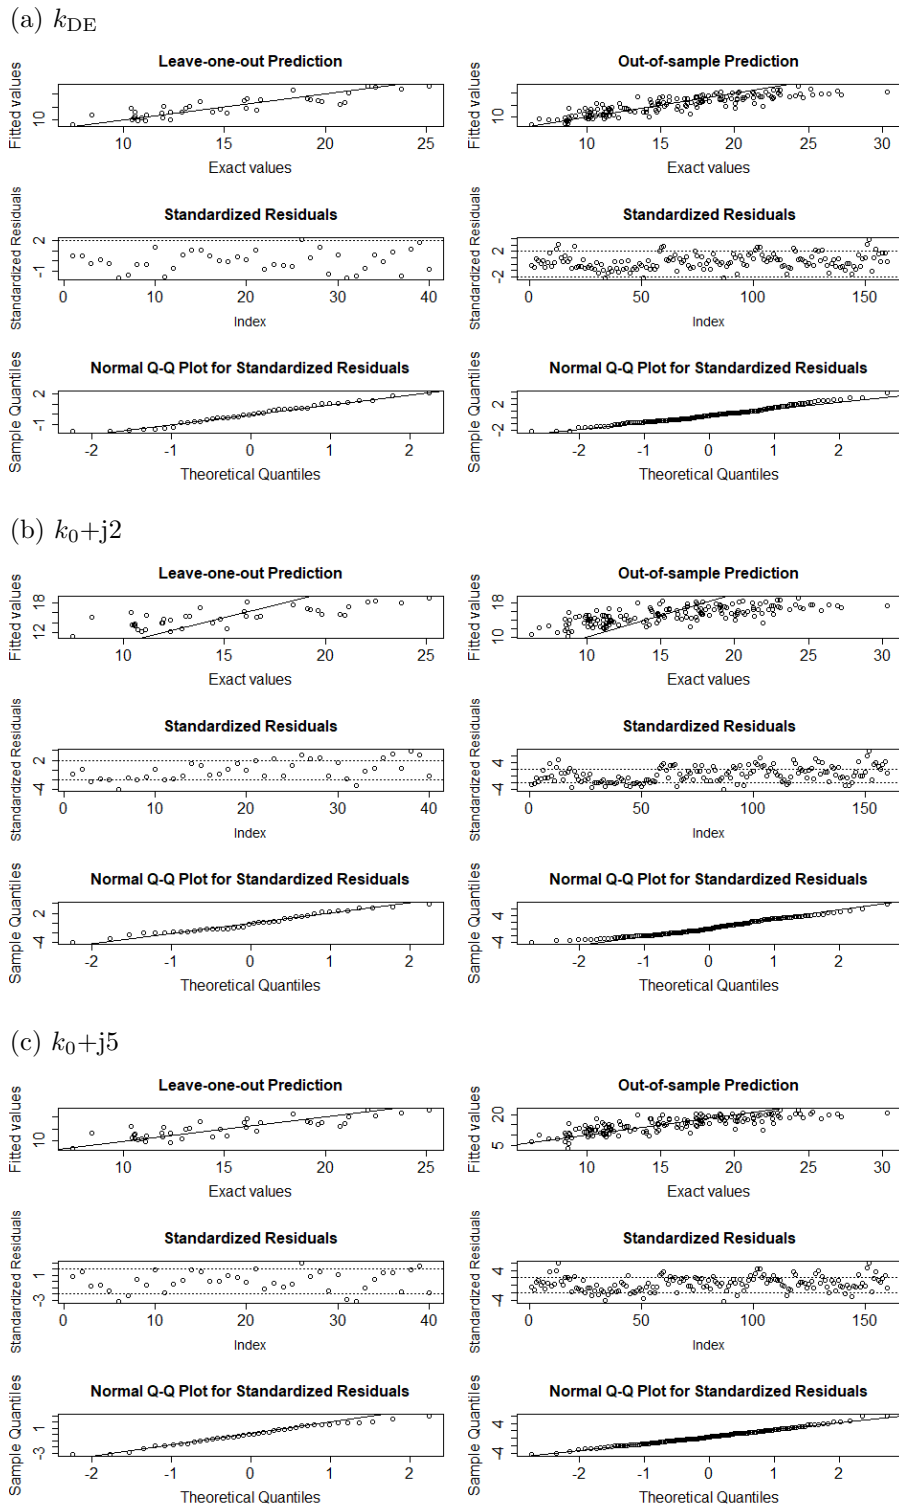 (a) k_DE
Leave-one-out Prediction
Fitted values
10
10 15 20 25
Exact values
Out-of-sample Prediction
Fitted values
10
10 15 20 25 30
Exact values
Standardized Residuals
Standardized Residuals
2
-1
0 10 20 30 40
Index
Standardized Residuals
Standardized Residuals
2
-2
0 50 100 150
Index
Normal Q-Q Plot for Standardized Residuals
Sample Quantiles
2
-1
-2 -1 0 1 2
Theoretical Quantiles
Normal Q-Q Plot for Standardized Residuals
Sample Quantiles
2
-2
-2 -1 0 1 2
Theoretical Quantiles
(b) k_0+j2
Leave-one-out Prediction
Fitted values
18
12
10 15 20 25
Exact values
Out-of-sample Prediction
Fitted values
18
10
10 15 20 25 30
Exact values
Standardized Residuals
Standardized Residuals
2
-4
0 10 20 30 40
Index
Standardized Residuals
Standardized Residuals
4
-4
0 50 100 150
Index
Normal Q-Q Plot for Standardized Residuals
Sample Quantiles
2
-4
-2 -1 0 1 2
Theoretical Quantiles
Normal Q-Q Plot for Standardized Residuals
Sample Quantiles
4
-4
-2 -1 0 1 2
Theoretical Quantiles
(c) k_0+j5
Leave-one-out Prediction
Fitted values
10
10 15 20 25
Exact values
Out-of-sample Prediction
Fitted values
20
5
10 15 20 25 30
Exact values
Standardized Residuals
Standardized Residuals
1
-3
0 10 20 30 40
Index
Standardized Residuals
Standardized Residuals
4
-4
0 50 100 150
Index
Normal Q-Q Plot for Standardized Residuals
Sample Quantiles
1
-3
-2 -1 0 1 2
Theoretical Quantiles
Normal Q-Q Plot for Standardized Residuals
Sample Quantiles
4
-4
-2 -1 0 1 2
Theoretical Quantiles